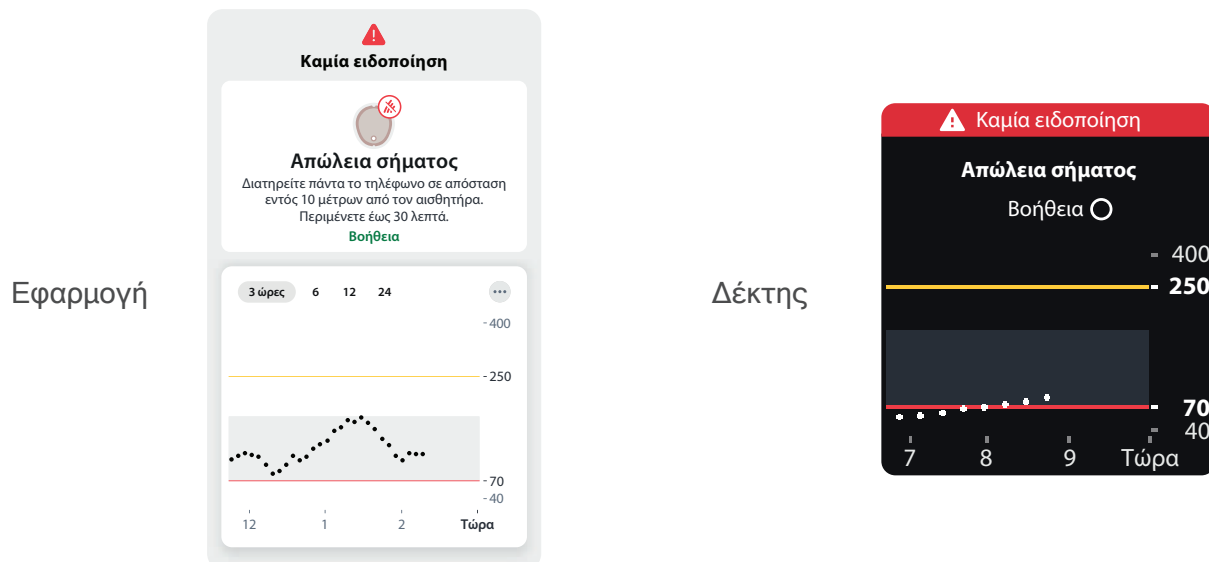 Καμία ειδοποίηση
Απώλεια σήματος
Διατηρείτε πάντα το τηλέφωνο σε απόσταση
εντός 10 μέτρων από τον αισθητήρα.
Περιμένετε έως 30 λεπτά.
Βοήθεια
Εφαρμογή
3 ώρες 6 12 24
400
250
70
40
12 1 2 Τώρα
Δέκτης
Καμία ειδοποίηση
Απώλεια σήματος
Βοήθεια
400
250
70
40
7 8 9 Τώρα